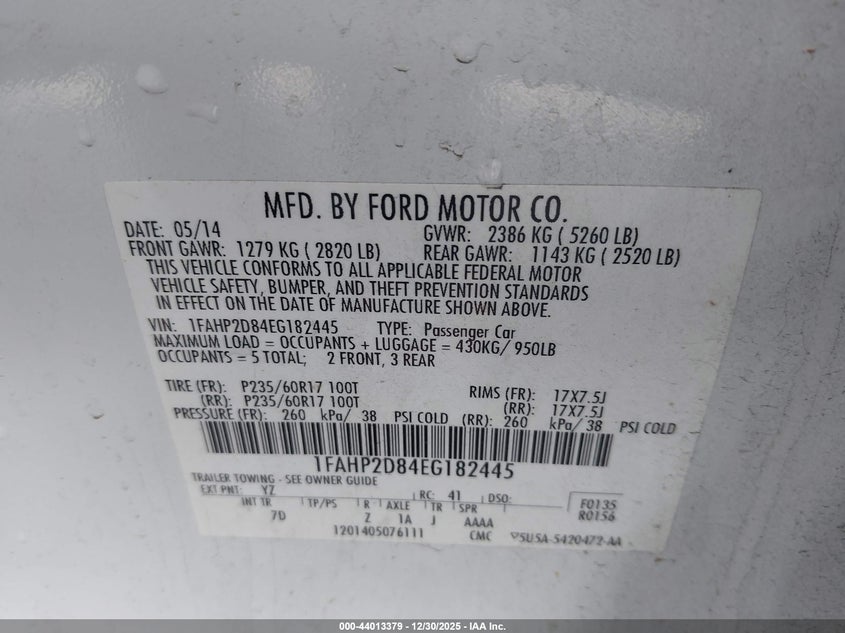 MFD. BY FORD MOTOR CO.
DATE: 05/14 GVWR: 2386 KG ( 5260 LB)
FRONT GAWR: 1279 KG ( 2820 LB) REAR GAWR: 1143 KG ( 2520 LB)
THIS VEHICLE CONFORMS TO ALL APPLICABLE FEDERAL MOTOR
VEHICLE SAFETY, BUMPER, AND THEFT PREVENTION STANDARDS
IN EFFECT ON THE DATE OF MANUFACTURE SHOWN ABOVE.
VIN: 1FAHP2D84EG182445 TYPE: Passenger Car
MAXIMUM LOAD = OCCUPANTS + LUGGAGE = 430KG/ 950LB
OCCUPANTS = 5 TOTAL; 2 FRONT, 3 REAR
TIRE (FR): P235/60R17 100T RIMS (FR): 17X7.5J
(RR): P235/60R17 100T (RR): 17X7.5J
PRESSURE (FR): 260 kPa/ 38 PSI COLD (RR): 260 kPa/ 38 PSI COLD
1FAHP2D84EG182445
TRAILER TOWING - SEE OWNER GUIDE
EXT PNT: YZ RC: 41 DSO: F0135
INT TR TP/PS R AXLE TR SPR R0156
7D Z 1A J AAAA
1201405076111 CMC 5U5A-5420472-AA
000-44013379 - 12/30/2025 - IAA Inc.